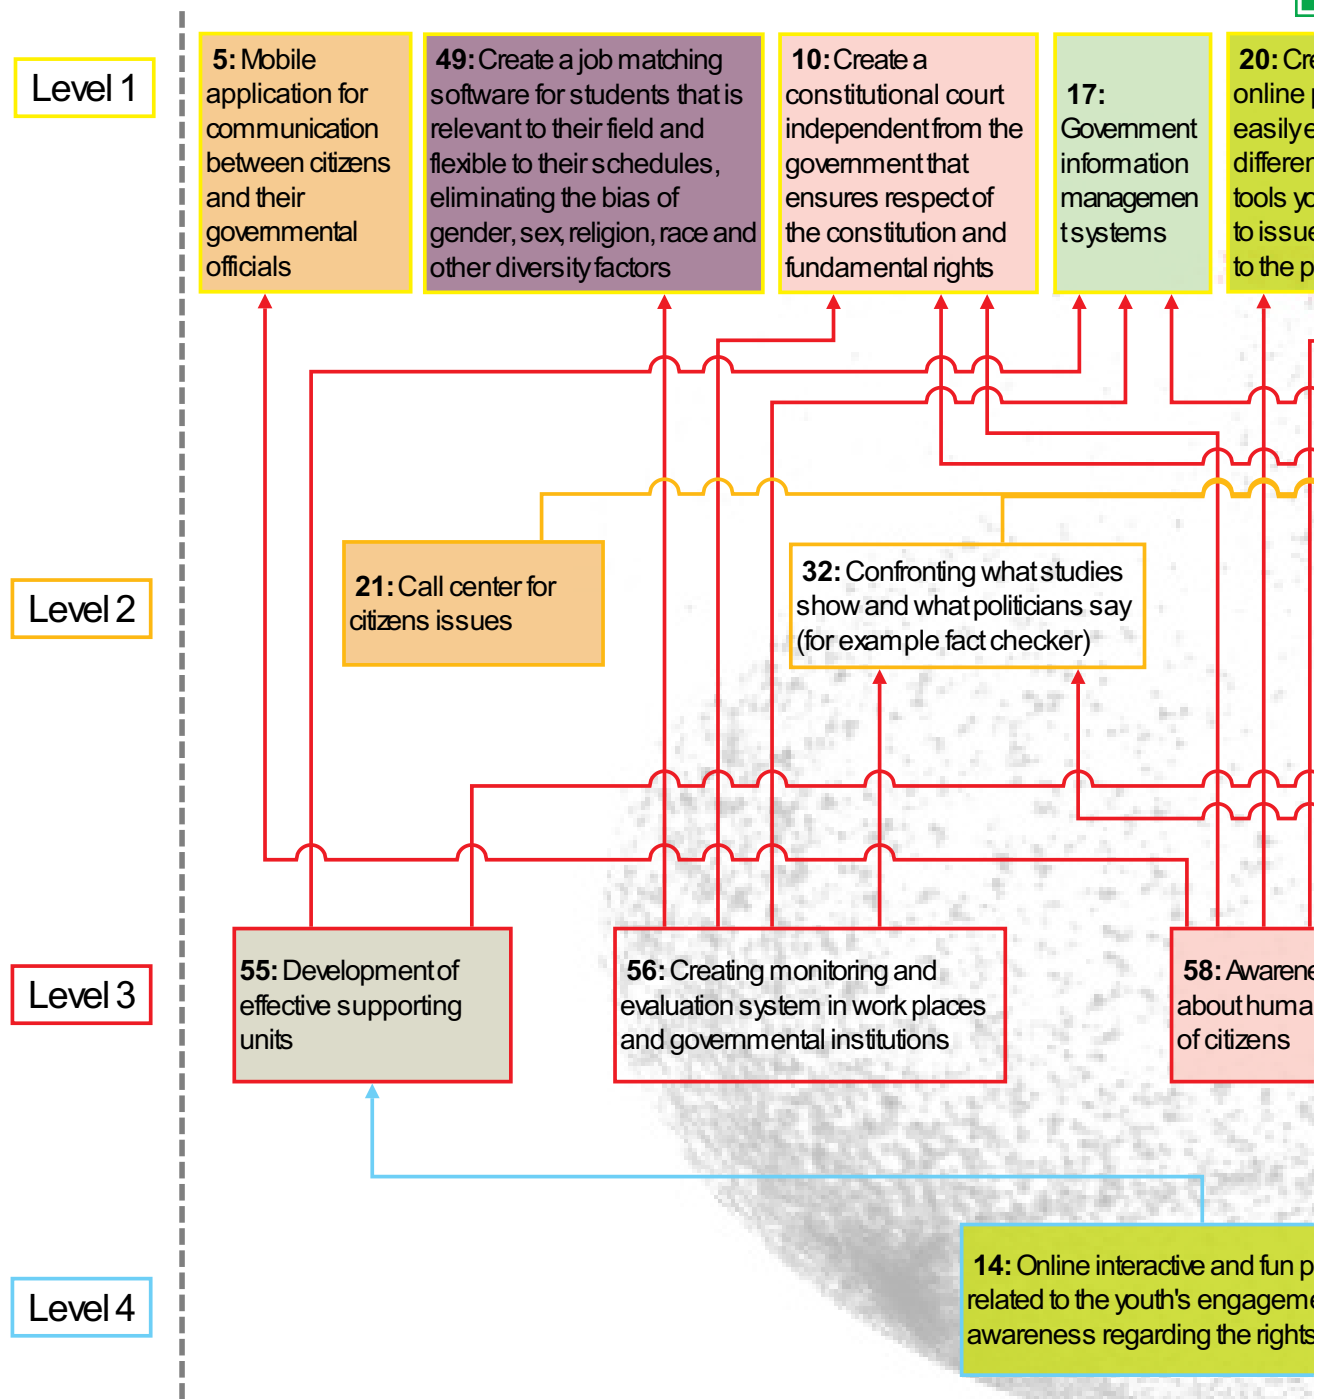 Level 1
5: Mobile
application for
communication
between citizens
and their
governmental
officials
49: Create a job matching
software for students that is
relevant to their field and
flexible to their schedules,
eliminating the bias of
gender, sex, religion, race and
other diversity factors
10: Create a
constitutional court
independent from the
government that
ensures respect of
the constitution and
fundamental rights
17:
Government
information
managemen
t systems
20:
online
easily
tools
to issue
to the
Level 2
21: Call center for
citizens issues
32: Confronting what studies
show and what politicians say
(for example fact checker)
Level 3
55: Development of
effective supporting
units
56: Creating monitoring and
evaluation system in work places
and governmental institutions
58:
about
of citizens
Level 4
14: Online interactive and fun
related to the youth's
awareness regarding the rights